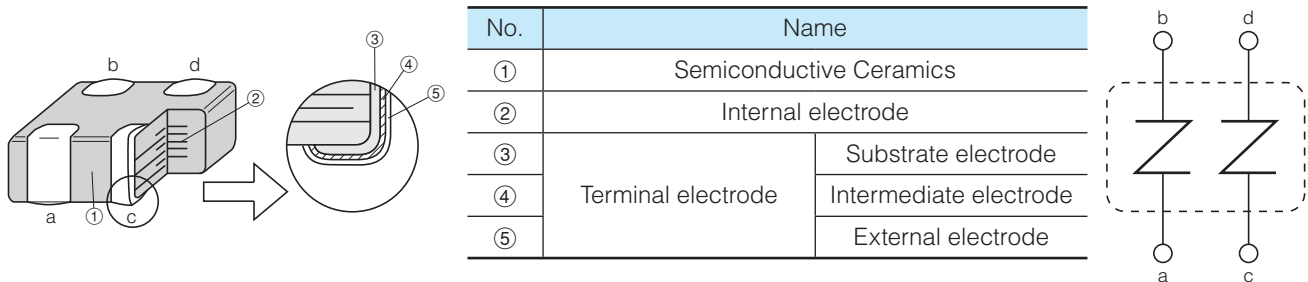 b d
②
①
a c
③
④
⑤
No. Name
① Semiconductive Ceramics
② Internal electrode
③ Terminal electrode Substrate electrode
④ Intermediate electrode
⑤ External electrode
b d
a c